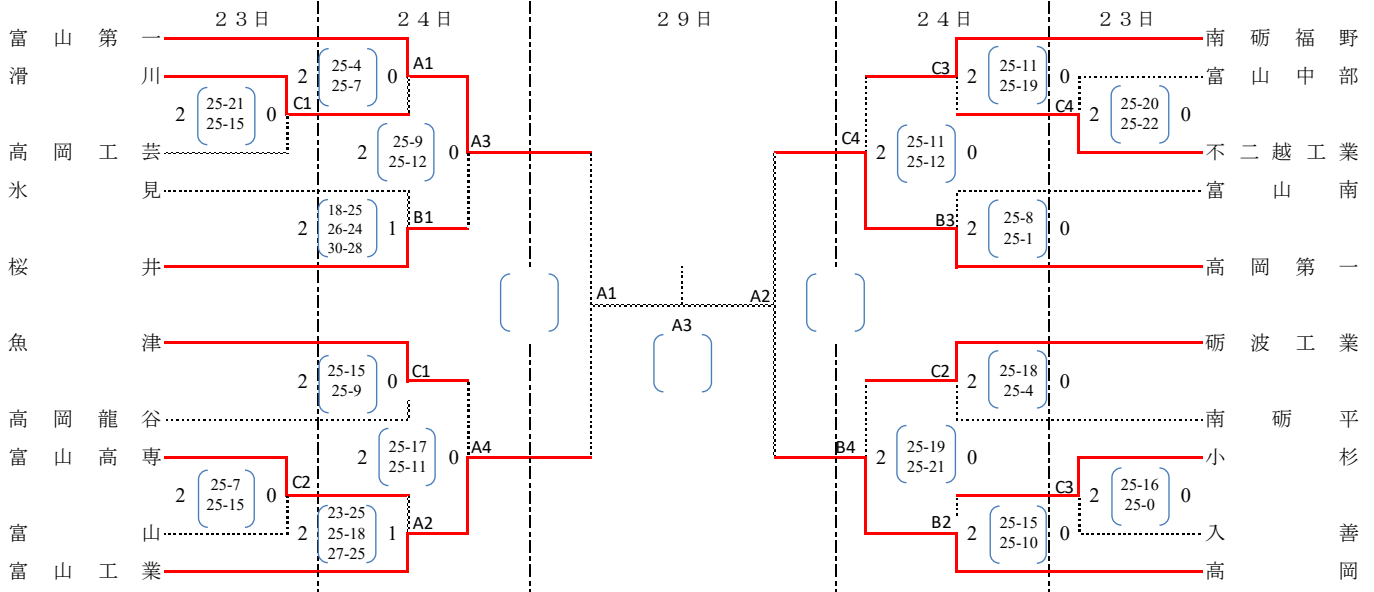 ２３日 ２４日 ２９日 ２４日 ２３日
富山第一 南砺福野
2 25-4 0 A1 C3 2 25-11 0
25-7 25-19
滑川 富山中部
2 25-21 0 C1 C4 2 25-20 0
25-15 25-22
2 25-9 0 A3 C4 2 25-11 0
25-12 25-12
高岡工芸 不二越工業
氷見 富山南
2 18-25 1 B1 B3 2 25-8 0
26-24 25-1
30-28
桜井 高岡第一
A1 A2
A3
魚津 砺波工業
2 25-15 0 C1 C2 2 25-18 0
25-9 25-4
高岡龍谷 南砺平
2 25-17 0 A4 B4 2 25-19 0
25-11 25-21
富山高専 小杉
2 25-7 0 C2 C3 2 25-16 0
25-15 25-0
富山 入善
2 23-25 1 A2 B2 2 25-15 0
25-18 25-10
27-25
富山工業 高岡